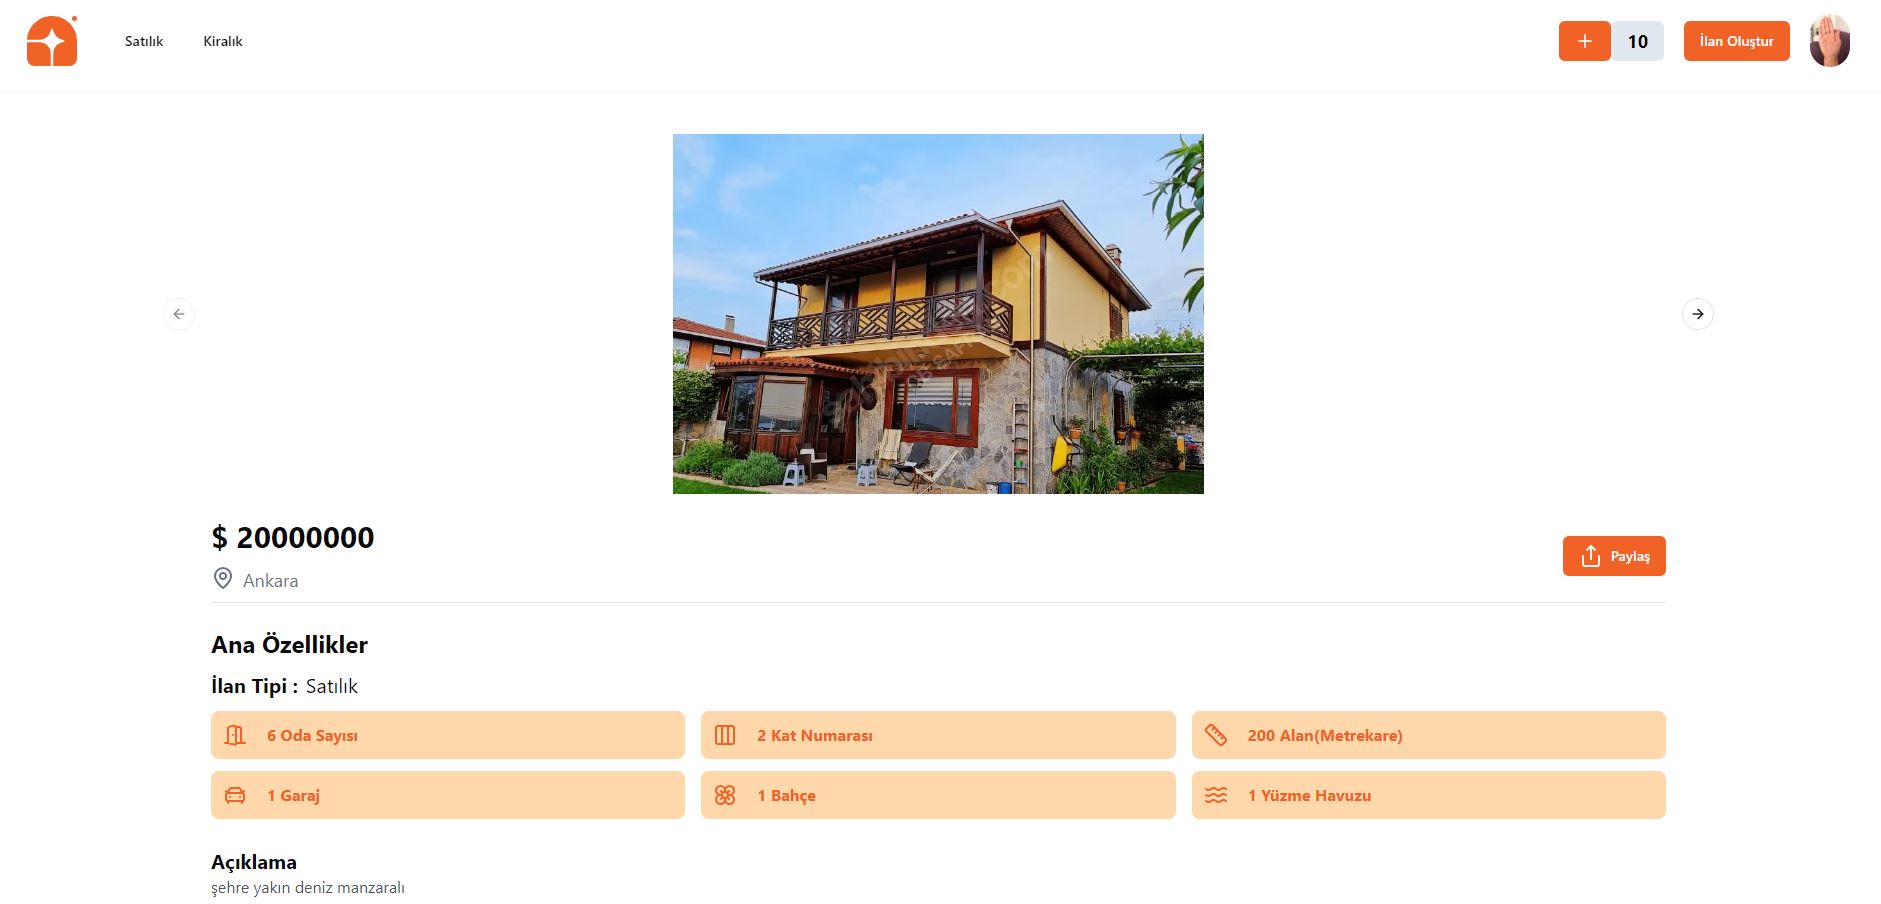 Satılık
Kiralık
10
İlan Oluştur
$ 20000000
Ankara
Paylaş
Ana Özellikler
İlan Tipi : Satılık
6 Oda Sayısı
2 Kat Numarası
200 Alan(Metrekare)
1 Garaj
1 Bahçe
1 Yüzme Havuzu
Açıklama
şehre yakın deniz manzaralı